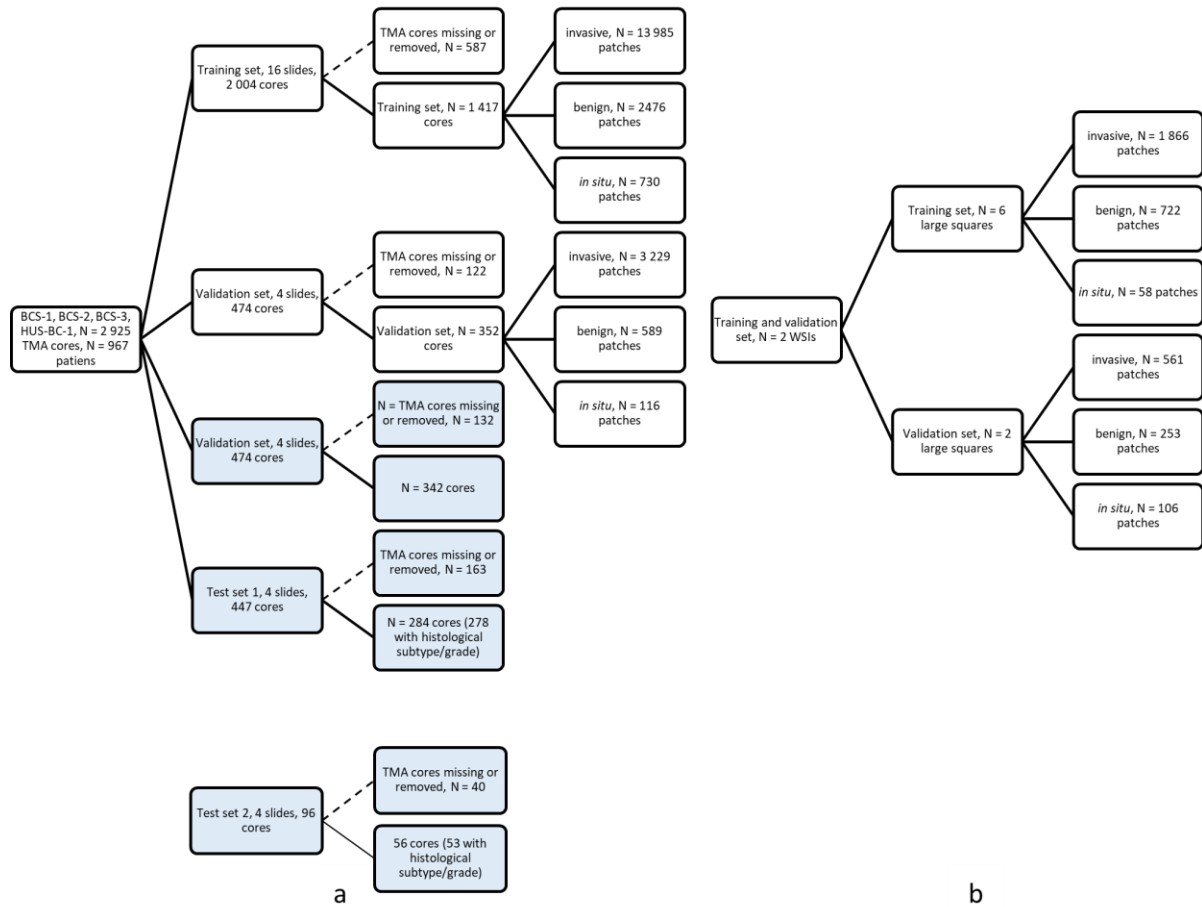 BCS-1, BCS-2, BCS-3,
HUS-BC-1, N = 2 925
TMA cores, N = 967
patiens
Training set, 16 slides,
2 004 cores
TMA cores missing or
removed, N = 587
Training set, N = 1 417
cores
invasive, N = 13 985
patches
benign, N = 2476
patches
in situ, N = 730
patches
Validation set, 4 slides,
474 cores
TMA cores missing or
removed, N = 122
Validation set, N = 352
cores
invasive, N = 3 229
patches
benign, N = 589
patches
in situ, N = 116
patches
Validation set, 4 slides,
474 cores
N = TMA cores missing
or removed, N = 132
N = 342 cores
Test set 1, 4 slides,
447 cores
TMA cores missing or
removed, N = 163
N = 284 cores (278
with histological
subtype/grade)
Test set 2, 4 slides, 96
cores
TMA cores missing or
removed, N = 40
56 cores (53 with
histological
subtype/grade)
a
Training and validation
set, N = 2 WSIs
Training set, N = 6
large squares
invasive, N = 1 866
patches
benign, N = 722
patches
in situ, N = 58 patches
Validation set, N = 2
large squares
invasive, N = 561
patches
benign, N = 253
patches
in situ, N = 106
patches
b